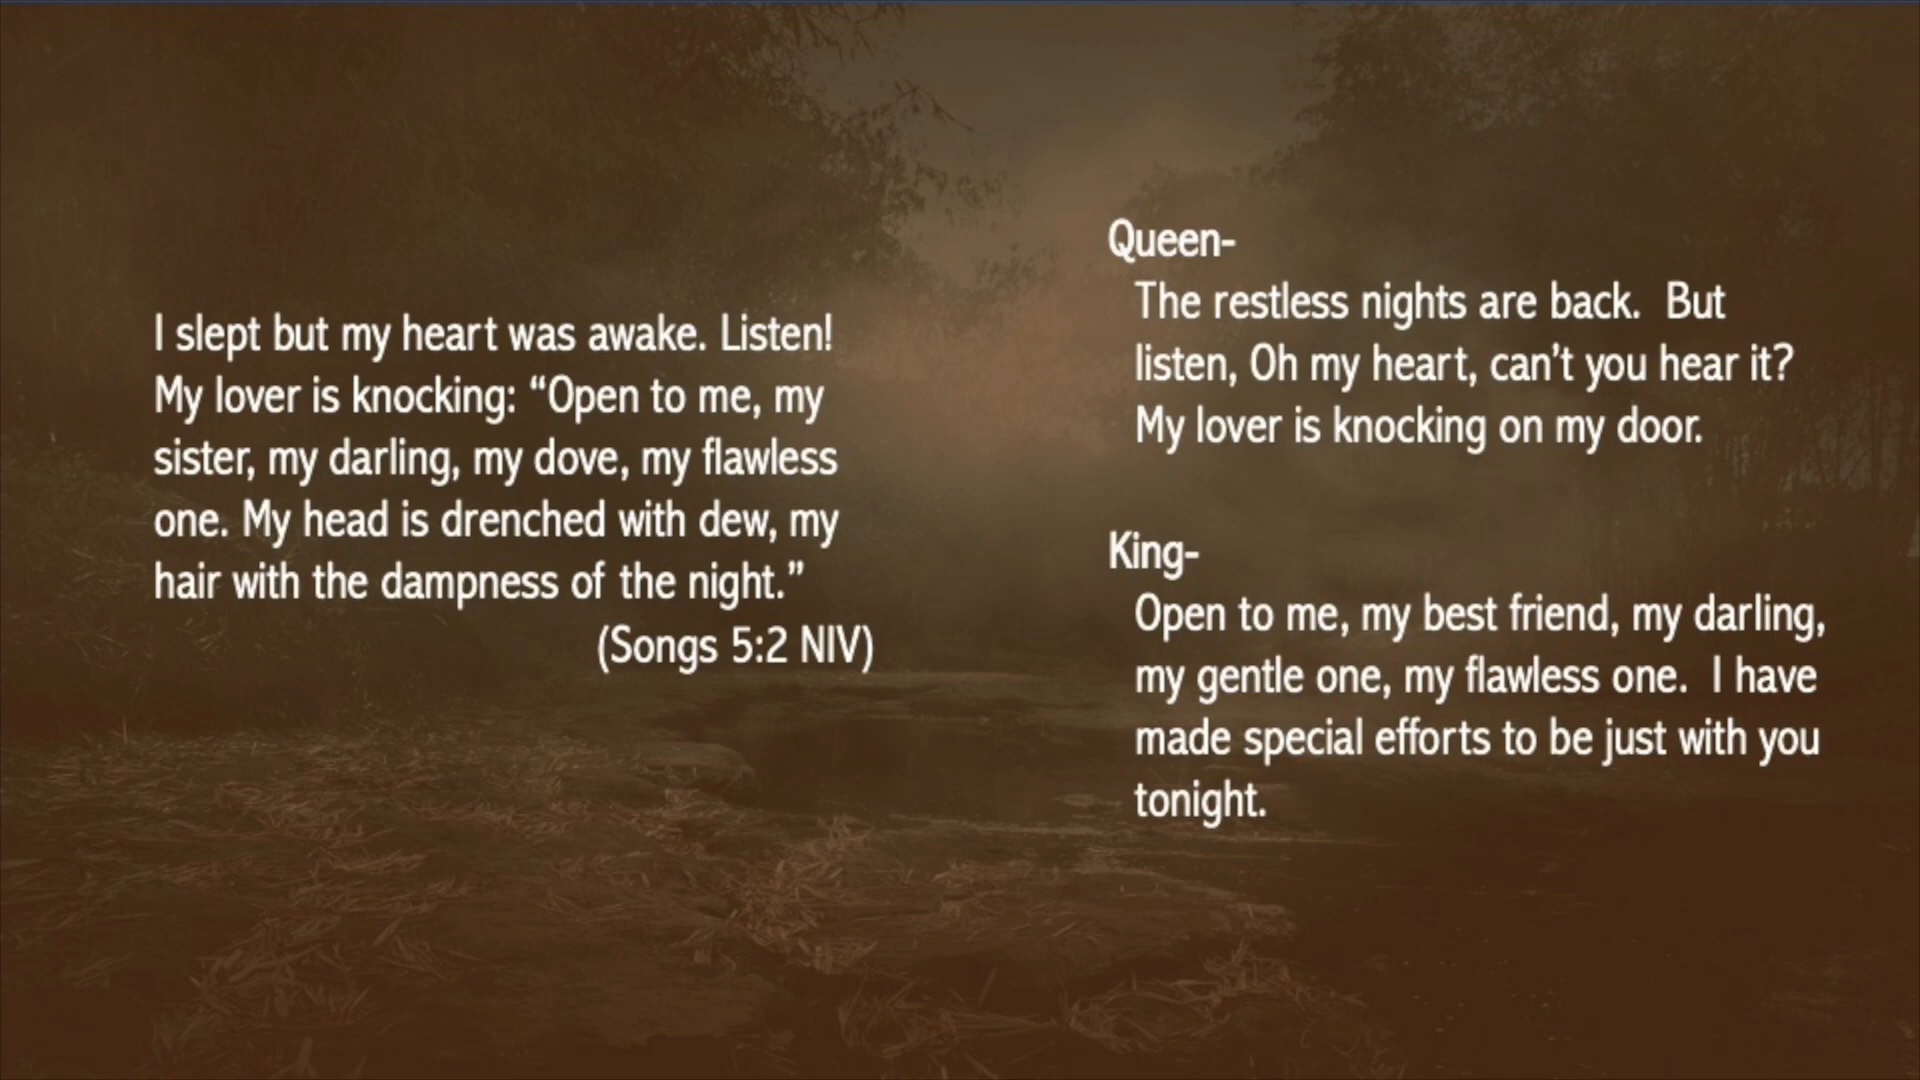 I slept but my heart was awake. Listen!
My lover is knocking: “Open to me, my
sister, my darling, my dove, my flawless
one. My head is drenched with dew, my
hair with the dampness of the night.”
(Songs 5:2 NIV)
Queen-
The restless nights are back.  But
listen, Oh my heart, can’t you hear it?
My lover is knocking on my door.
King-
Open to me, my best friend, my darling,
my gentle one, my flawless one.  I have
made special efforts to be just with you
tonight.